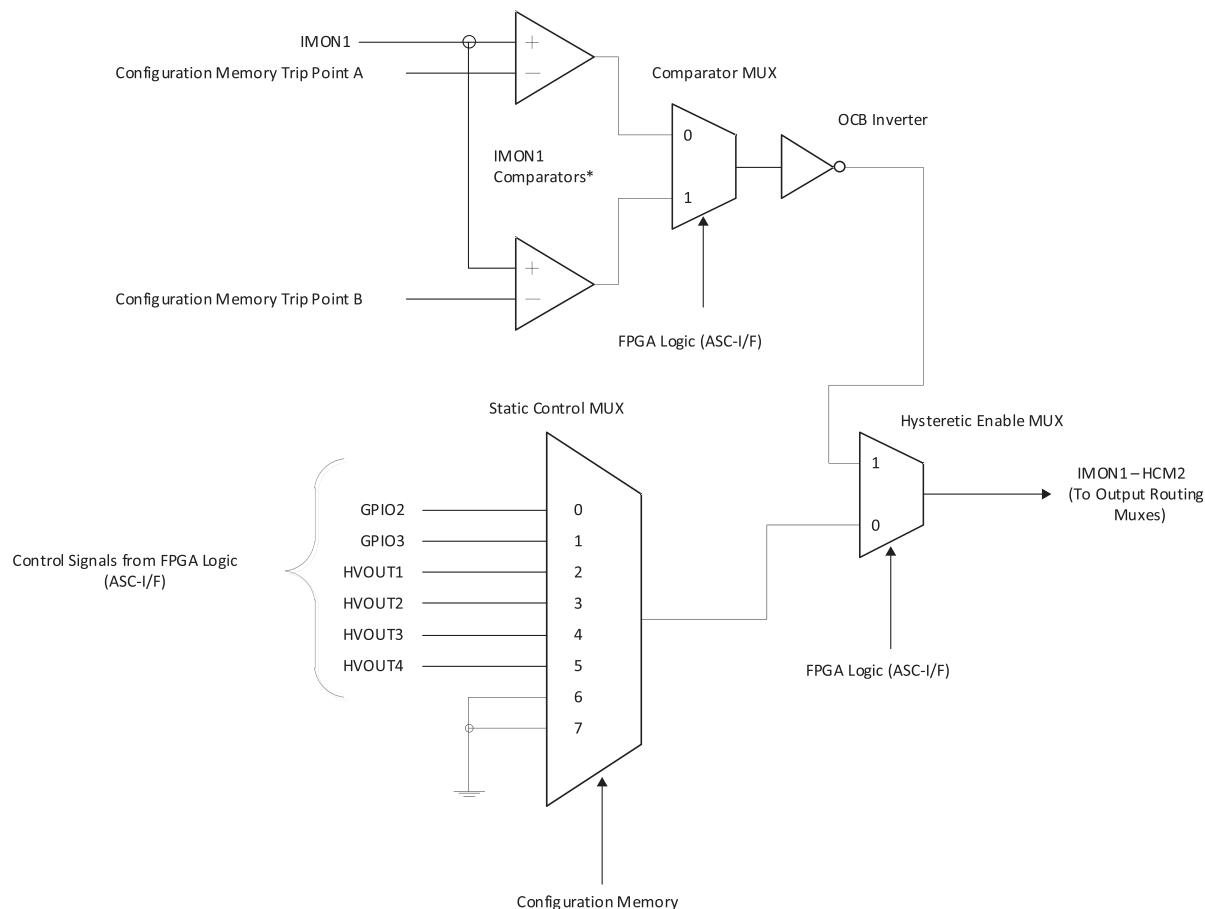 IMON1
Configuration Memory Trip Point A
+
−
Comparator MUX
OCB Inverter
0
IMON1
Comparators*
1
+
−
Configuration Memory Trip Point B
FPGA Logic (ASC-I/F)
Static Control MUX
Hysteretic Enable MUX
1
IMON1–HCM2
(To Output Routing
Muxes)
0
GPIO2
0
GPIO3
1
Control Signals from FPGA Logic
(ASC-I/F)
HVOUT1
2
HVOUT2
3
HVOUT3
4
HVOUT4
5
FPGA Logic (ASC-I/F)
6
7
Configuration Memory